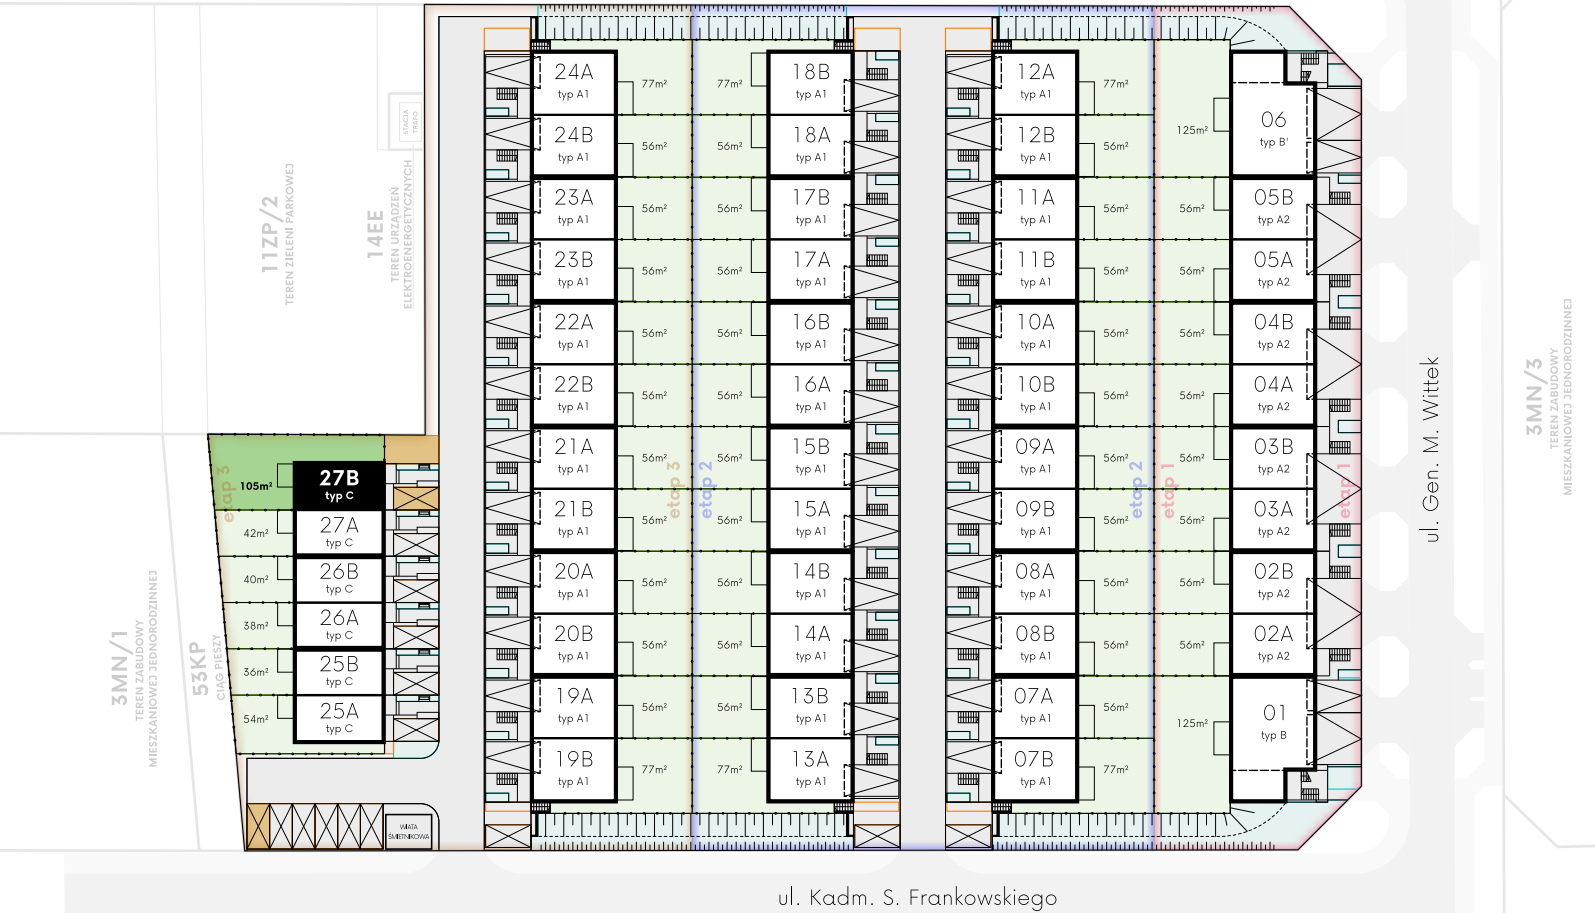 24A
typ A1
77m²
24B
typ A1
56m²
23A
typ A1
56m²
23B
typ A1
56m²
22A
typ A1
56m²
22B
typ A1
56m²
21A
typ A1
56m²
21B
typ A1
56m²
20A
typ A1
56m²
20B
typ A1
56m²
19A
typ A1
56m²
19B
typ A1
77m²
77m²
18B
typ A1
56m²
18A
typ A1
56m²
17B
typ A1
56m²
17A
typ A1
56m²
16B
typ A1
56m²
16A
typ A1
56m²
15B
typ A1
56m²
15A
typ A1
56m²
14B
typ A1
56m²
14A
typ A1
56m²
13B
typ A1
77m²
13A
typ A1
12A
typ A1
77m²
12B
typ A1
56m²
11A
typ A1
56m²
11B
typ A1
56m²
10A
typ A1
56m²
10B
typ A1
56m²
09A
typ A1
56m²
09B
typ A1
56m²
08A
typ A1
56m²
08B
typ A1
56m²
07A
typ A1
56m²
07B
typ A1
77m²
125m²
06
typ B'
56m²
05B
typ A2
56m²
05A
typ A2
56m²
04B
typ A2
56m²
04A
typ A2
56m²
03B
typ A2
56m²
03A
typ A2
56m²
02B
typ A2
56m²
02A
typ A2
125m²
01
typ B
105m²
27B
typ C
42m²
27A
typ C
40m²
26B
typ C
38m²
26A
typ C
36m²
25B
typ C
54m²
25A
typ C
etap 3
etap 3
etap 2
etap 2
etap 1
etap 1
STACJA
TRAFO
11ZP/2
TEREN ZIELENI PARKOWEJ
14EE
TEREN URZĄDZEŃ
ELEKTROENERGETYCZNYCH
3MN/1
TEREN ZABUDOWY
MIESZKANIOWEJ JEDNORODZINNEJ
53KP
CIĄG PIESZY
WIATA
ŚMIETNIKOWA
ul. Gen. M. Wittek
3MN/3
TEREN ZABUDOWY
MIESZKANIOWEJ JEDNORODZINNEJ
ul. Kadm. S. Frankowskiego